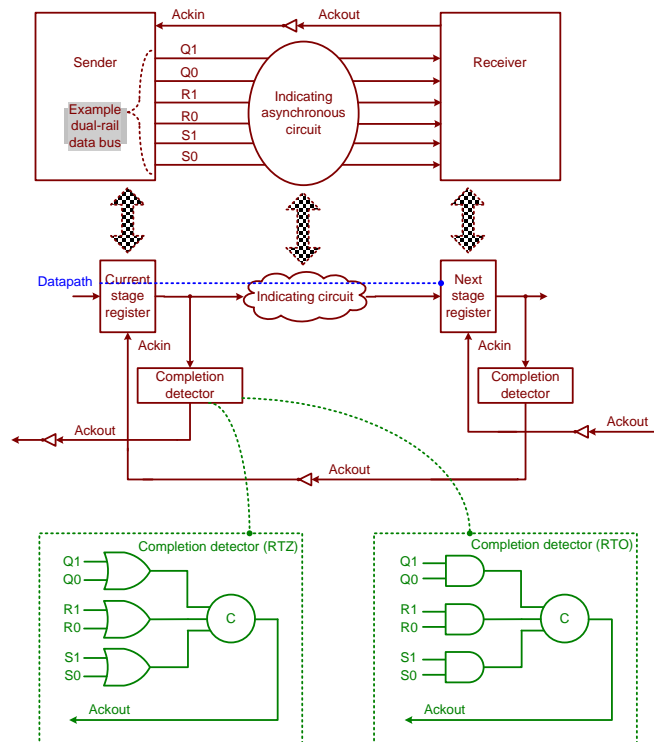 Ackin
Ackout
Sender
Q1
Q0
R1
R0
S1
S0
Example
dual-rail
data bus
Indicating
asynchronous
circuit
Receiver
Datapath
Current
stage
register
Indicating circuit
Next
stage
register
Ackin
Completion
detector
Ackout
Ackin
Completion
detector
Ackout
Ackout
Completion detector (RTZ)
Q1
Q0
R1
R0
S1
S0
C
Ackout
Completion detector (RTO)
Q1
Q0
R1
R0
S1
S0
C
Ackout